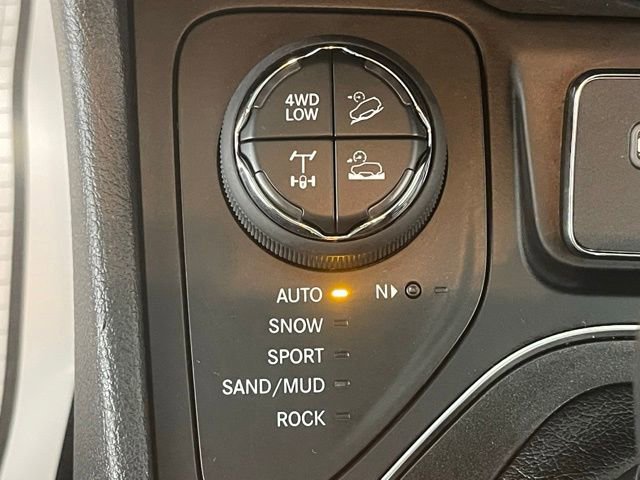 4WD
LOW
AUTO N
SNOW
SPORT
SAND/MUD
ROCK